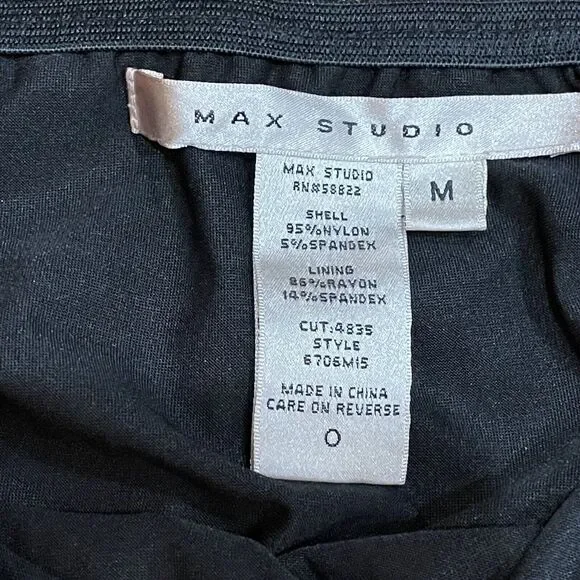 MAX STUDIO
M
MAX STUDIO
RN#58822
SHELL
95%NYLON
5%SPANDEX
LINING
86%RAYON
14%SPANDEX
CUT:4835
STYLE
6706M15
MADE IN CHINA
CARE ON REVERSE
O